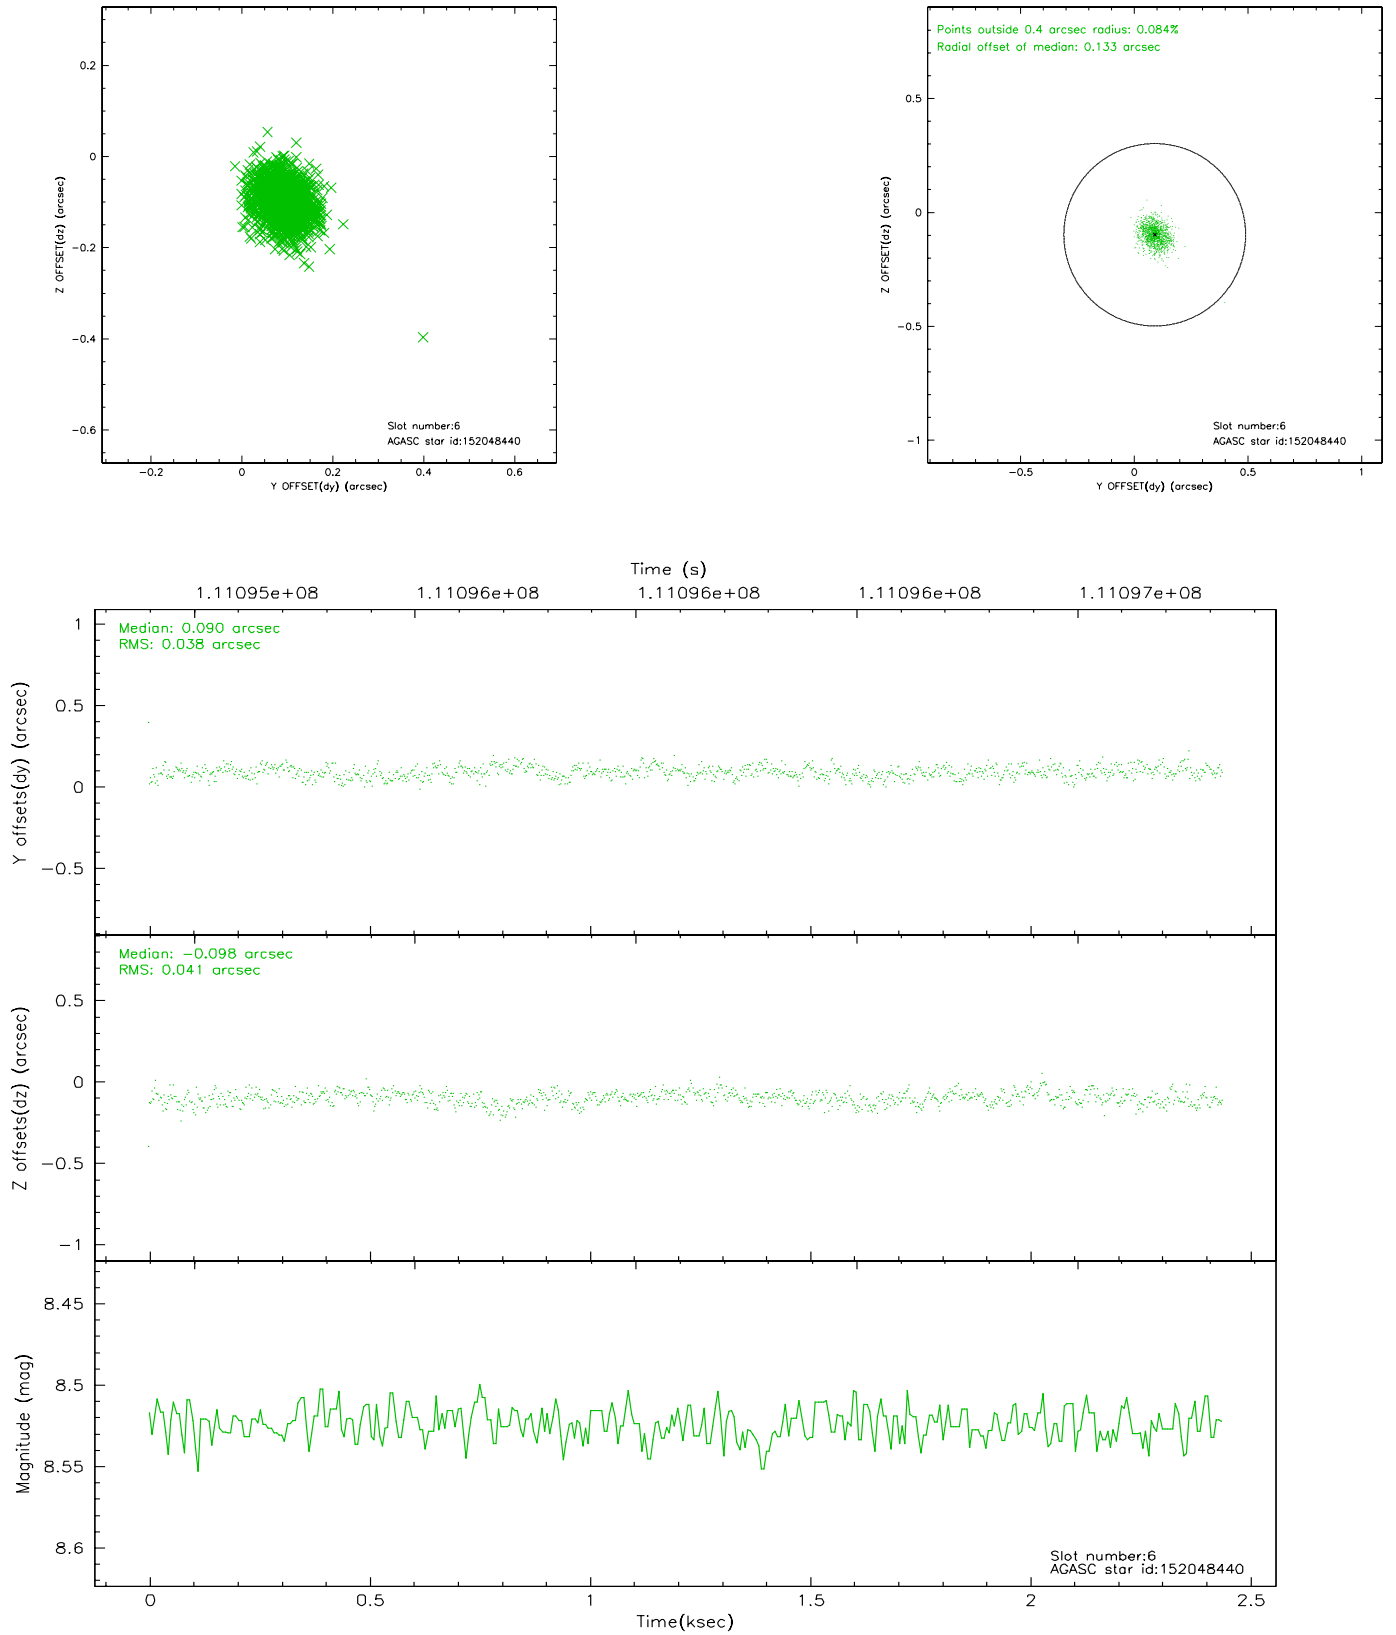 0.2
0
−0.2
−0.4
−0.6
Z OFFSET(dz) (arcsec)
Slot number:6
AGASC star id:152048440
−0.2 0 0.2 0.4 0.6
Y OFFSET(dy) (arcsec)
Points outside 0.4 arcsec radius: 0.084%
Radial offset of median: 0.133 arcsec
0.5
0
−0.5
−1
Z OFFSET(dz) (arcsec)
Slot number:6
AGASC star id:152048440
−0.5 0 0.5 1
Y OFFSET(dy) (arcsec)
Time (s)
1.11095e+08 1.11096e+08 1.11096e+08 1.11096e+08 1.11097e+08
Median: 0.090 arcsec
RMS: 0.038 arcsec
1
0.5
0
−0.5
Y offsets(dy) (arcsec)
Median: −0.098 arcsec
RMS: 0.041 arcsec
0.5
0
−0.5
−1
Z offsets(dz) (arcsec)
8.45
8.5
8.55
8.6
Magnitude (mag)
Slot number:6
AGASC star id:152048440
0 0.5 1 1.5 2 2.5
Time(ksec)